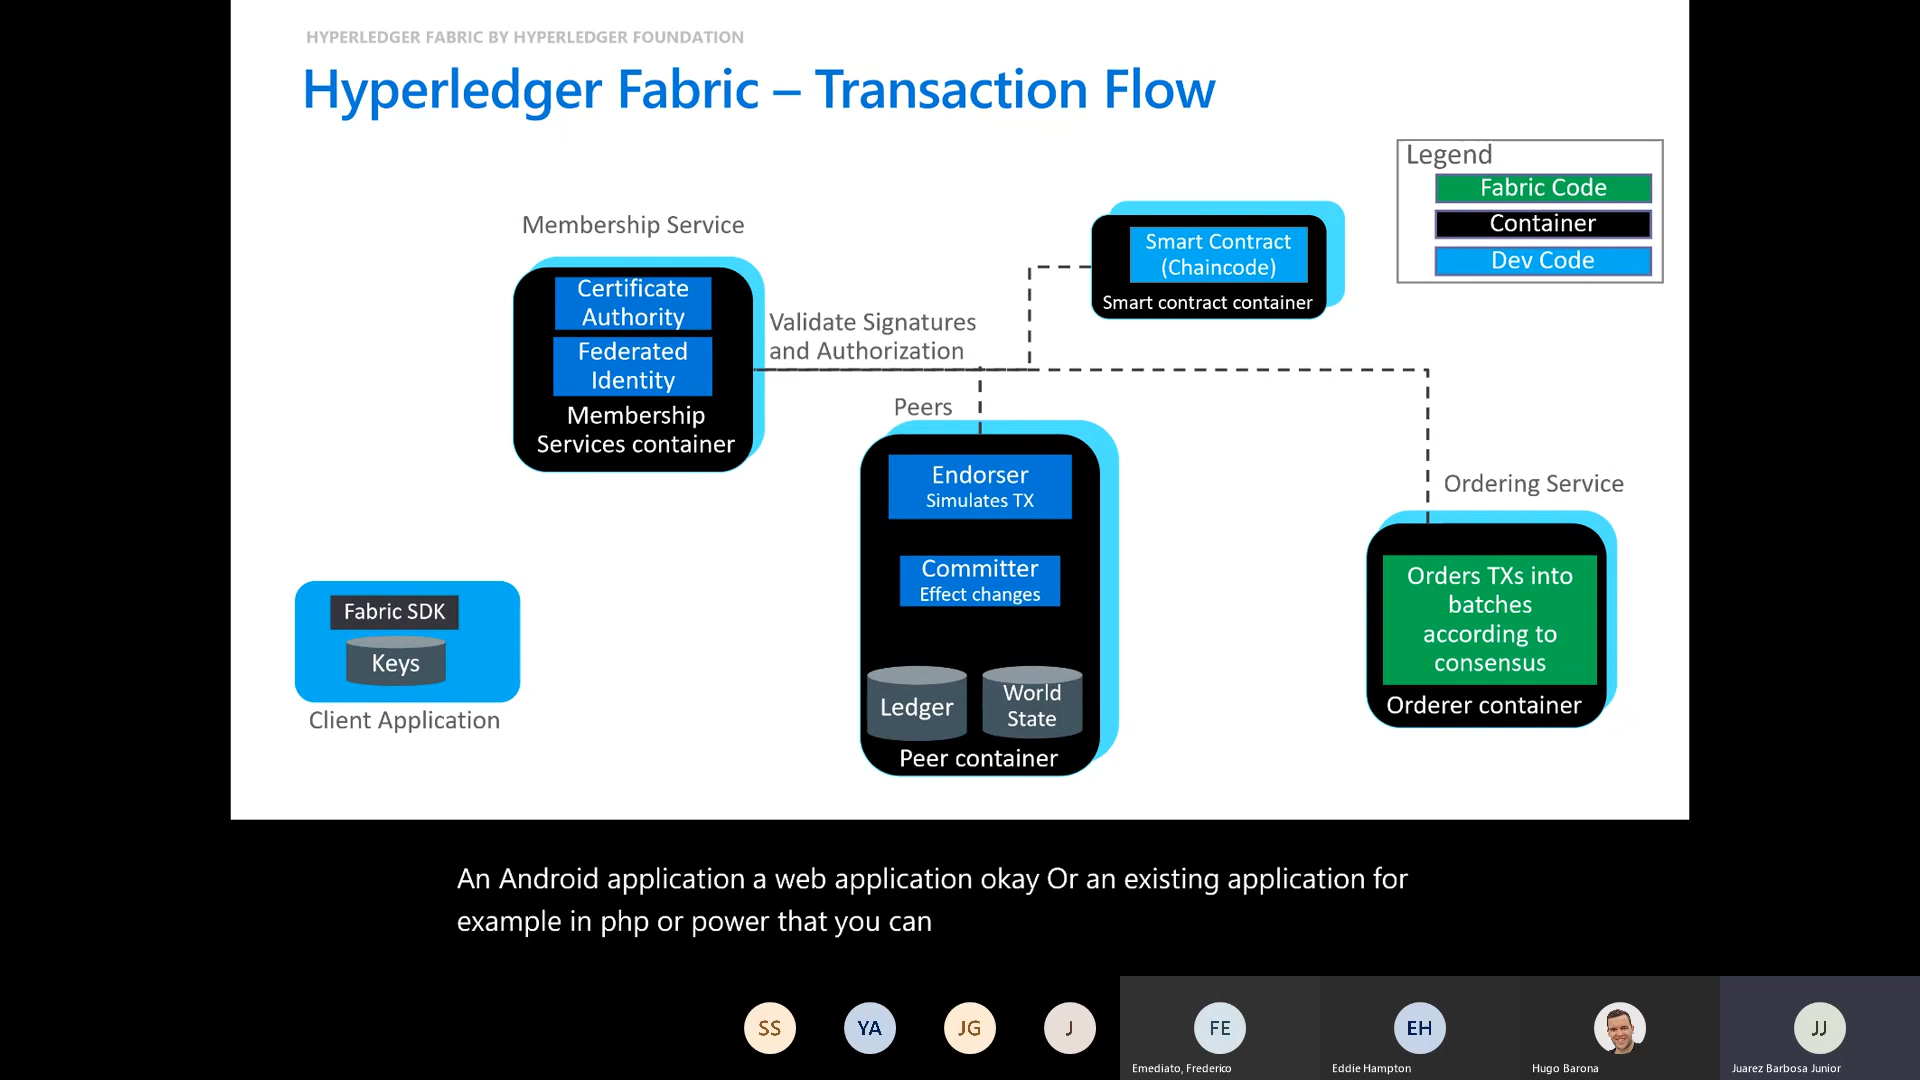 HYPERLEDGER FABRIC BY HYPERLEDGER FOUNDATION
Hyperledger Fabric – Transaction Flow
Legend
Fabric Code
Container
Dev Code
Membership Service
Certificate
Authority
Federated
Identity
Membership
Services container
Validate Signatures
and Authorization
Smart Contract
(Chaincode)
Smart contract container
Peers
Endorser
Simulates TX
Committer
Effect changes
Ledger
World
State
Peer container
Ordering Service
Orders TXs into
batches
according to
consensus
Orderer container
Fabric SDK
Keys
Client Application
An Android application a web application okay Or an existing application for
example in php or power that you can
SS
YA
JG
J
FE
EH
JJ
Emediato, Frederico
Eddie Hampton
Hugo Barona
Juarez Barbosa Junior